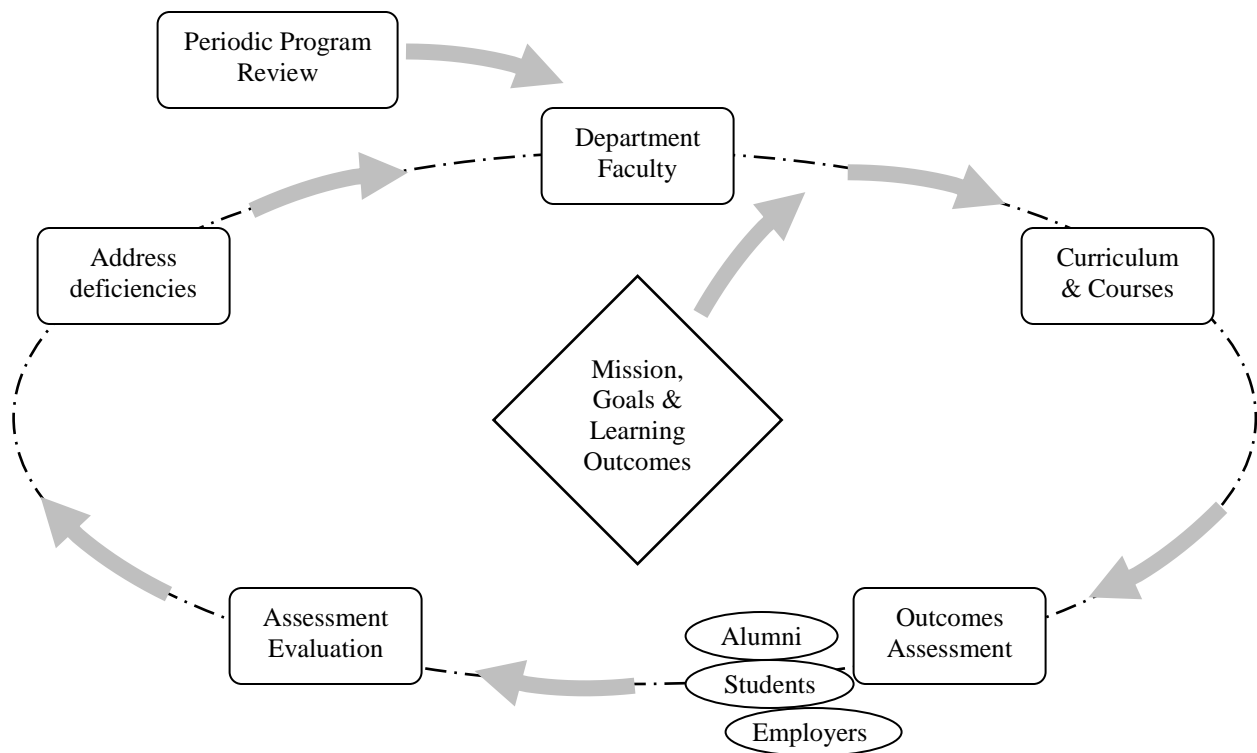 Periodic Program
Review
Department
Faculty
Address
deficiencies
Curriculum
& Courses
Mission,
Goals &
Learning
Outcomes
Assessment
Evaluation
Alumni
Students
Employers
Outcomes
Assessment